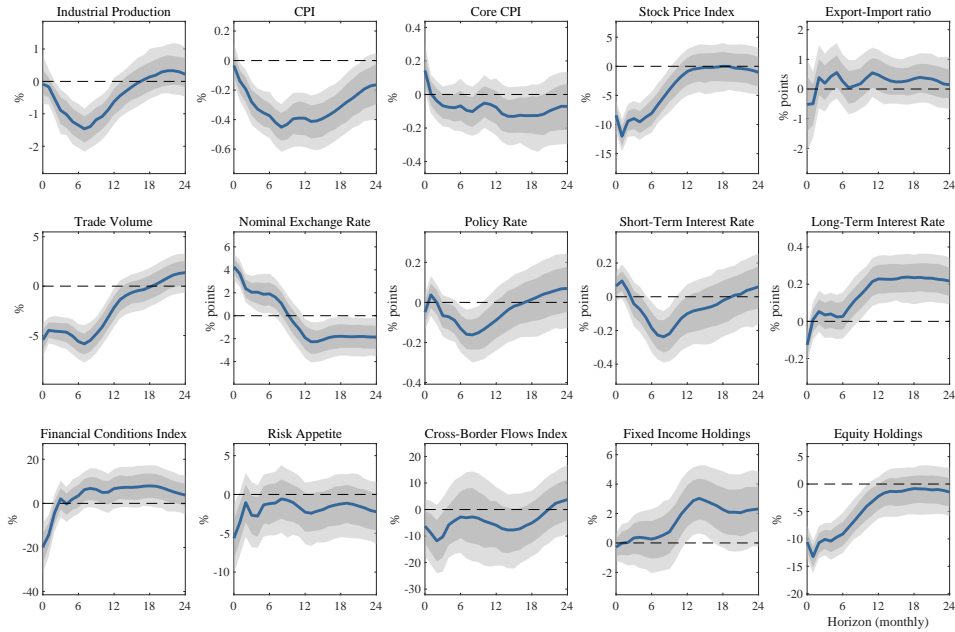 Industrial Production
CPI
Core CPI
Stock Price Index
Export-Import ratio
%
1
0
-1
-2
0 6 12 18 24
0.2
0
-0.2
-0.4
-0.6
0 6 12 18 24
%
0.4
0.2
0
-0.2
-0.4
0 6 12 18 24
%
5
0
-5
-10
-15
0 6 12 18 24
% points
2
1
0
-2
0 6 12 18 24
Trade Volume
Nominal Exchange Rate
Policy Rate
Short-Term Interest Rate
Long-Term Interest Rate
%
5
0
-5
0 6 12 18 24
% points
6
4
2
0
-2
-4
0 6 12 18 24
% points
0.2
0
-0.2
-0.4
0 6 12 18 24
% points
0.2
0
-0.2
-0.4
0 6 12 18 24
% points
0.4
0.2
0
-0.2
0 6 12 18 24
Financial Conditions Index
Risk Appetite
Cross-Border Flows Index
Fixed Income Holdings
Equity Holdings
%
20
0
-20
-40
0 6 12 18 24
%
5
0
-5
-10
0 6 12 18 24
%
20
10
0
-10
-20
-30
0 6 12 18 24
%
6
4
2
0
-2
0 6 12 18 24
%
0
-5
-10
-15
-20
0 6 12 18 24
Horizon (monthly)